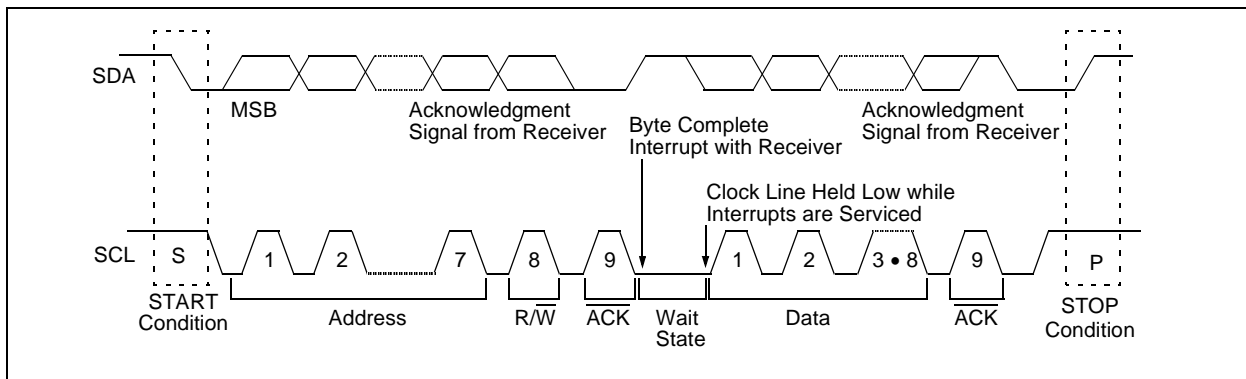 SDA
MSB
Acknowledgment
Signal from Receiver
Byte Complete
Interrupt with Receiver
Acknowledgment
Signal from Receiver
Clock Line Held Low while
Interrupts are Serviced
SCL
S
1
2
7
8
9
1
2
3 • 8
9
P
START
Condition
Address
R/W̅
A̅C̅K̅
Wait
State
Data
A̅C̅K̅
STOP
Condition